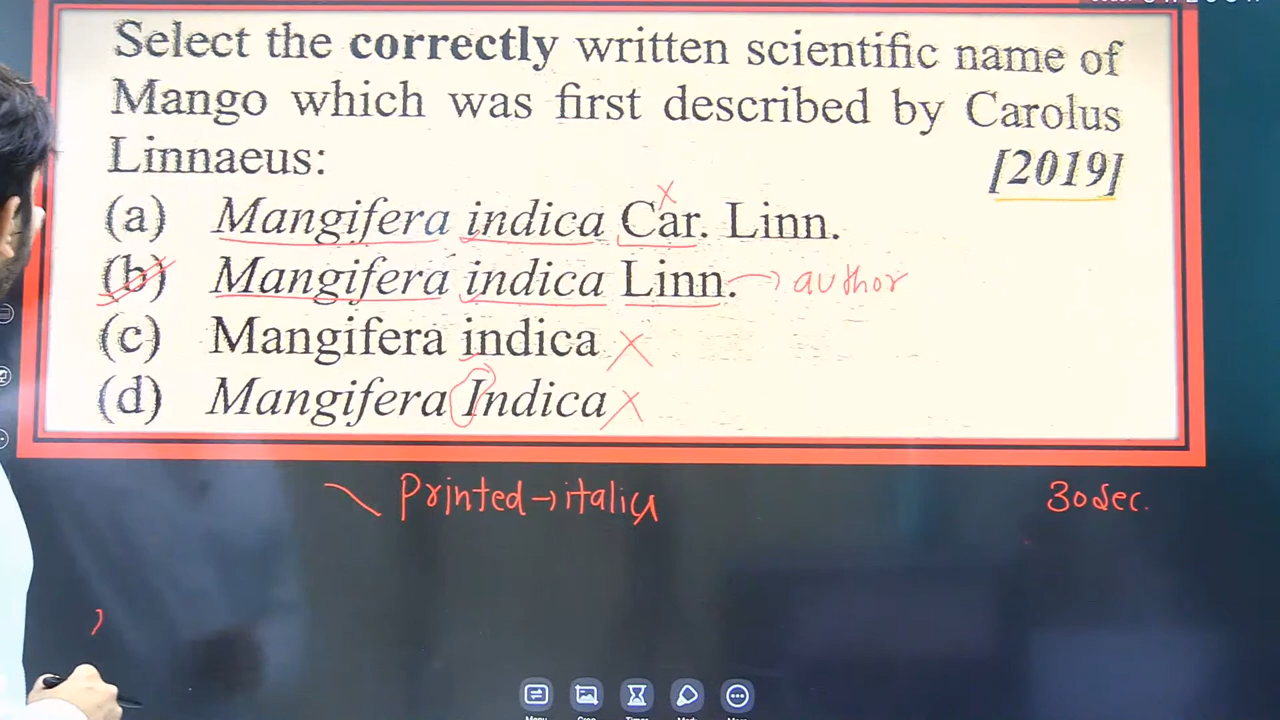 Select the correctly written scientific name of
Mango which was first described by Carolus
Linnaeus: [2019]
(a) Mangifera indica Car. Linn.
(b) Mangifera indica Linn. → author
(c) Mangifera indica
(d) Mangifera Indica
Printed → italics
30 sec.